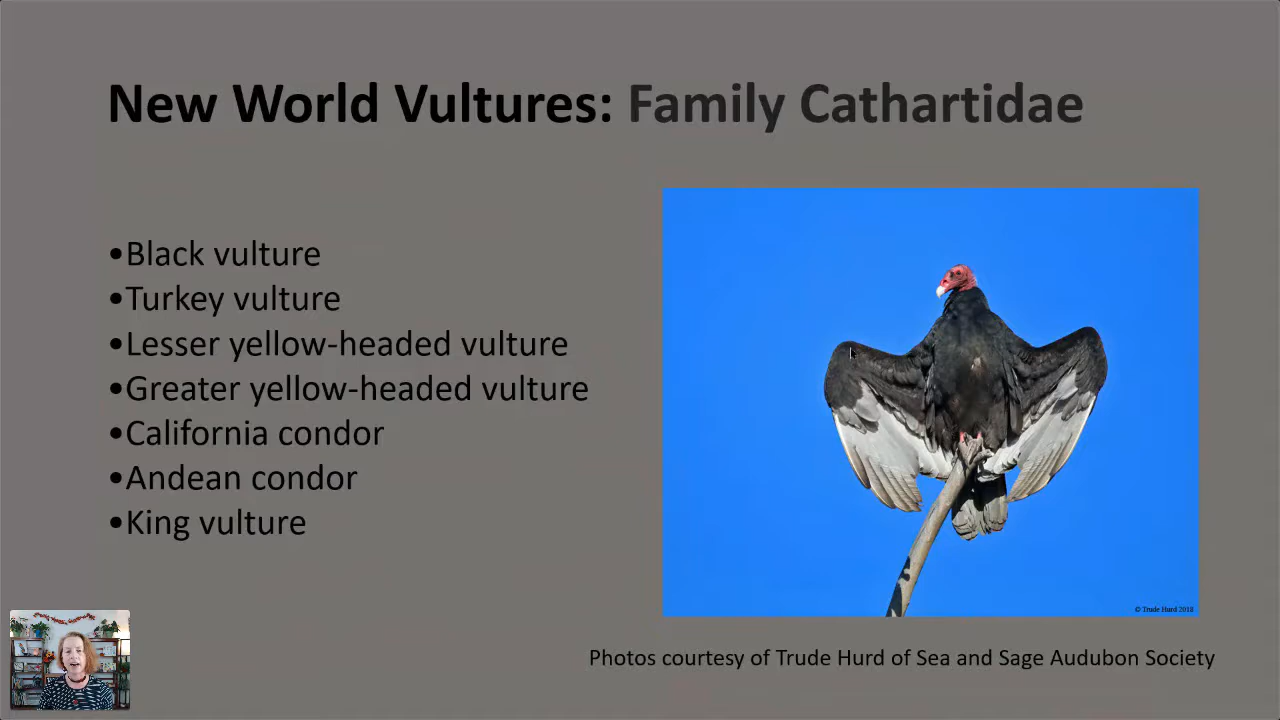 New World Vultures: Family Cathartidae
•Black vulture
•Turkey vulture
•Lesser yellow-headed vulture
•Greater yellow-headed vulture
•California condor
•Andean condor
•King vulture
© Trude Hurd 2018
Photos courtesy of Trude Hurd of Sea and Sage Audubon Society